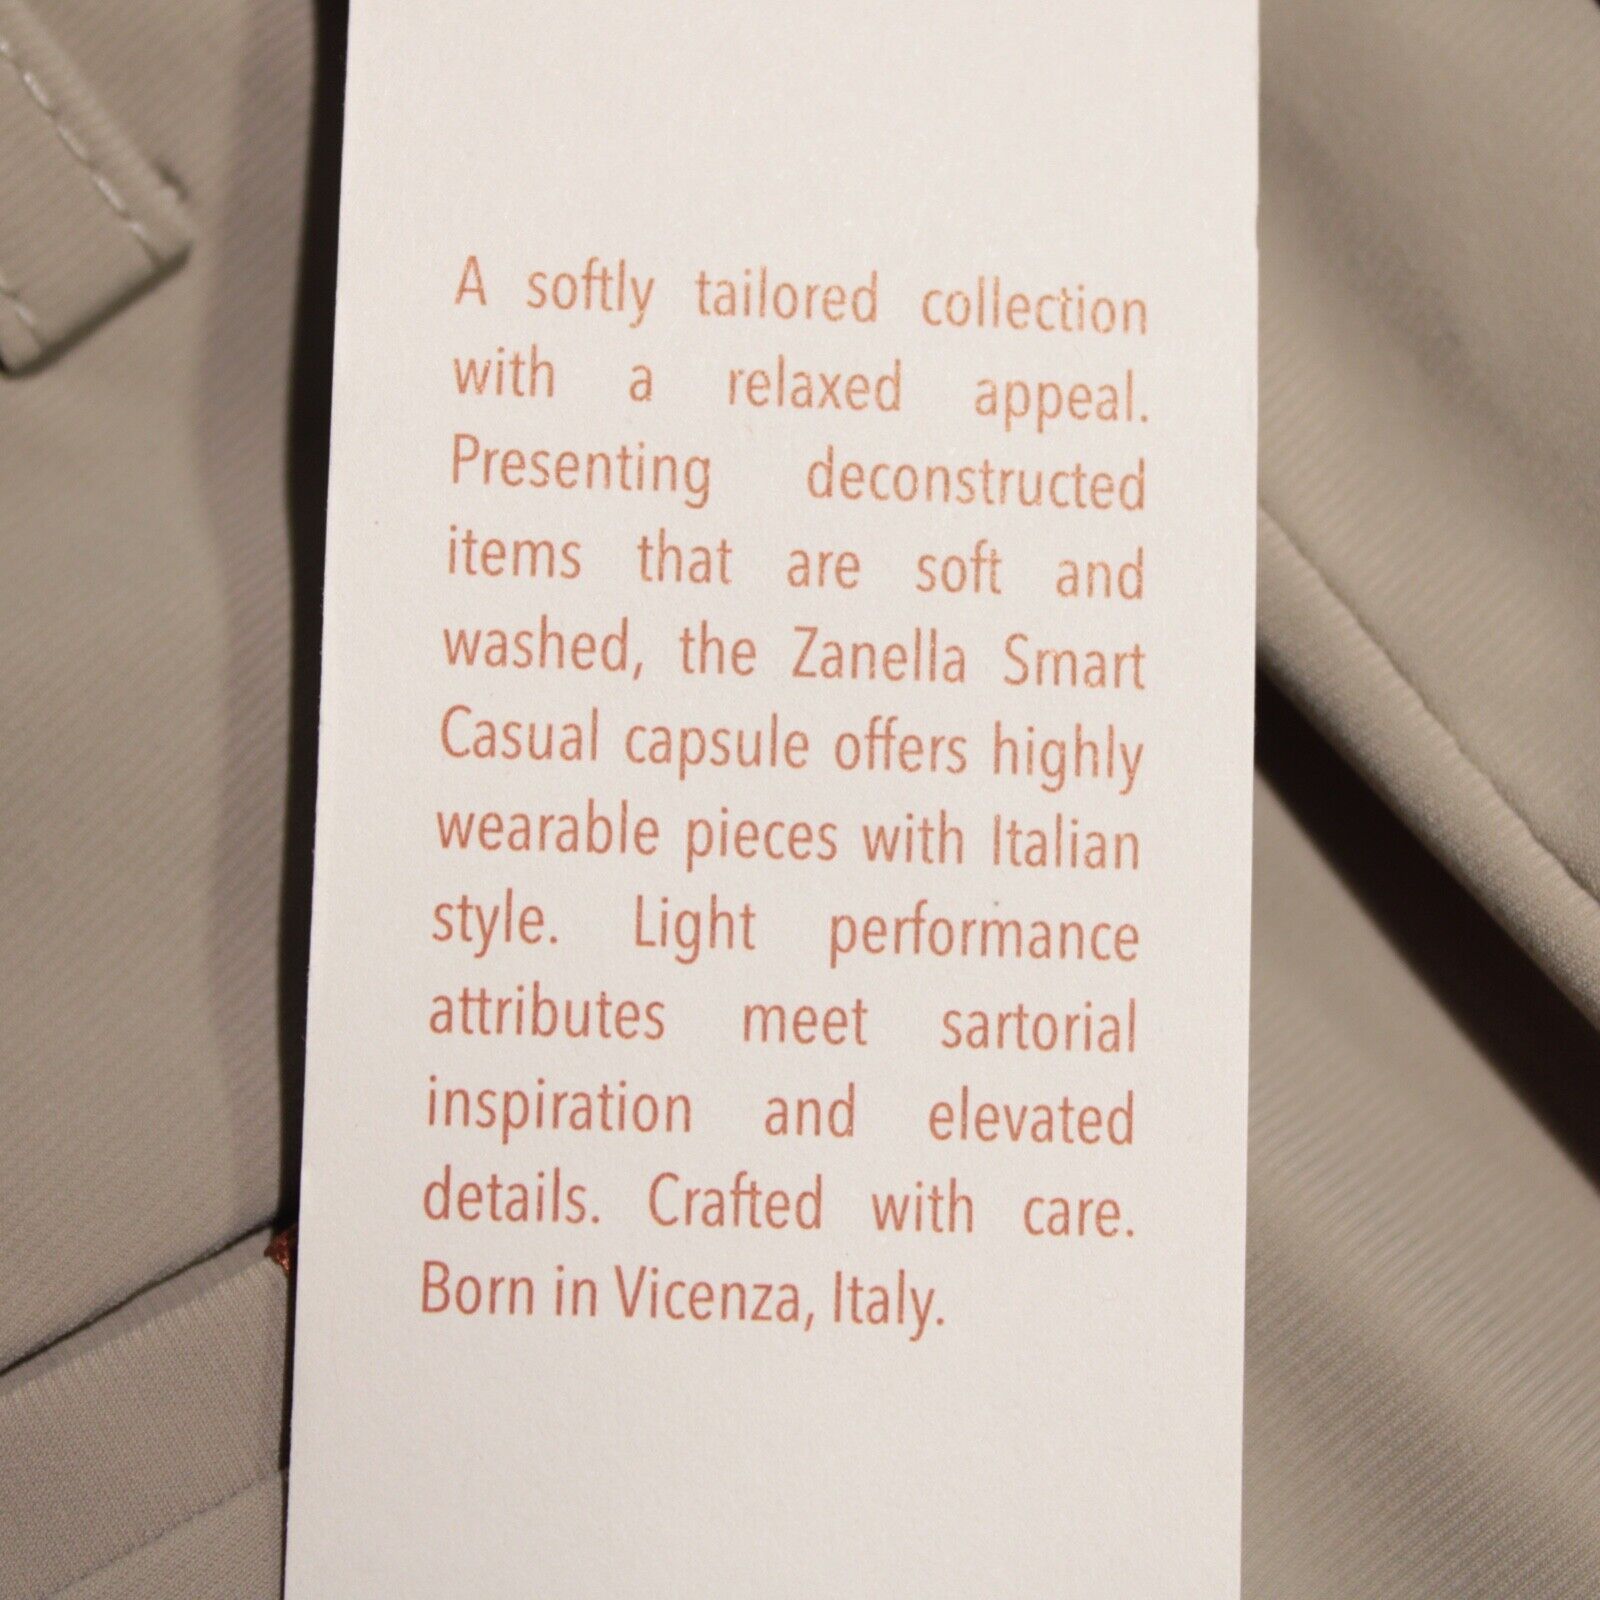 A softly tailored collection
with a relaxed appeal.
Presenting deconstructed
items that are soft and
washed, the Zanella Smart
Casual capsule offers highly
wearable pieces with Italian
style. Light performance
attributes meet sartorial
inspiration and elevated
details. Crafted with care.
Born in Vicenza, Italy.